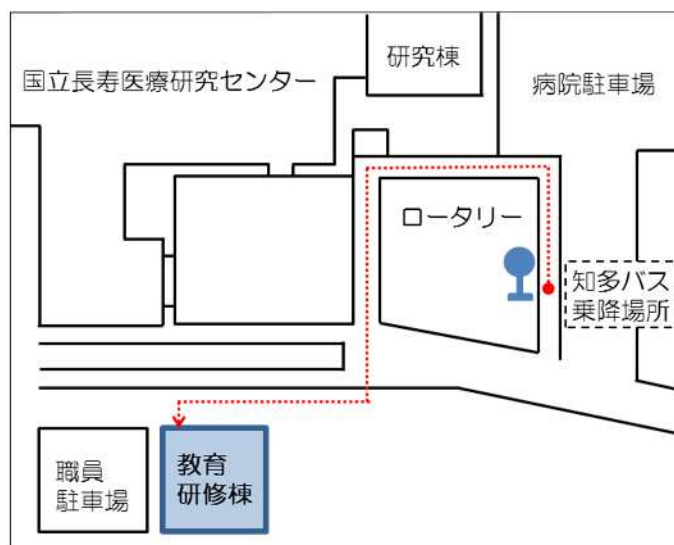 国立長寿医療研究センター
研究棟
病院駐車場
ロータリー
知多バス
乗降場所
職員
駐車場
教育
研修棟